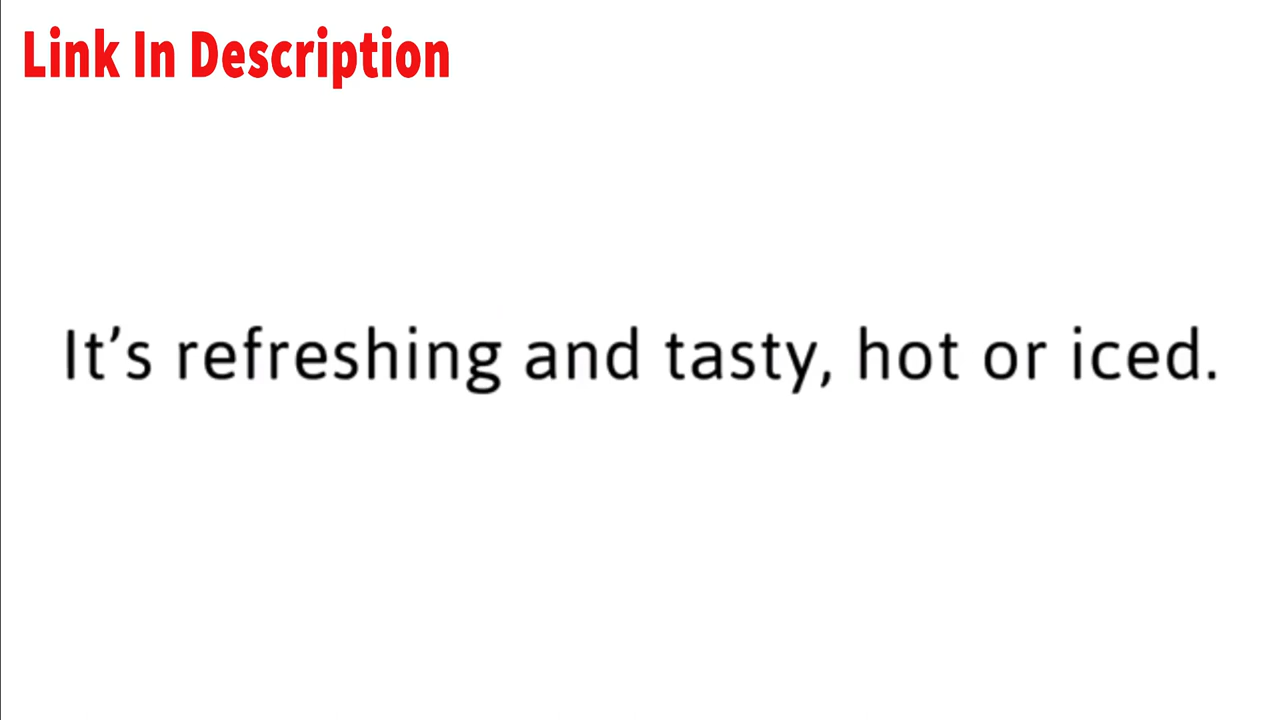 Link In Description
It’s refreshing and tasty, hot or iced.